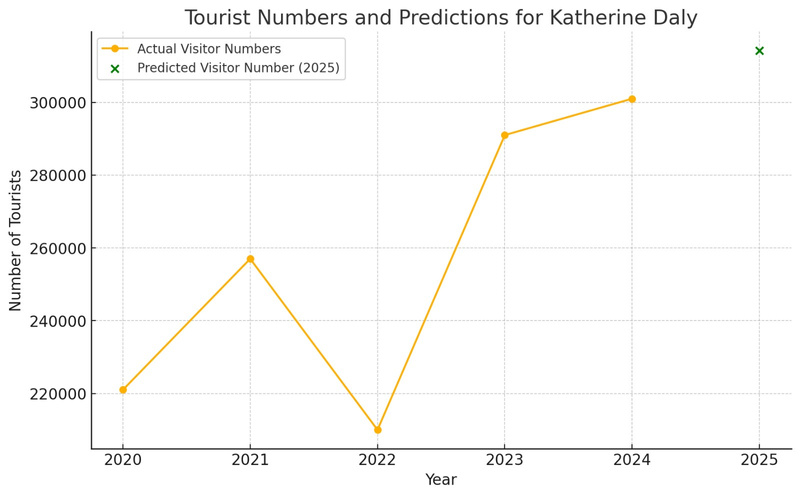 Tourist Numbers and Predictions for Katherine Daly
Actual Visitor Numbers
Predicted Visitor Number (2025)
Number of Tourists
300000
280000
260000
240000
220000
2020 2021 2022 2023 2024 2025
Year